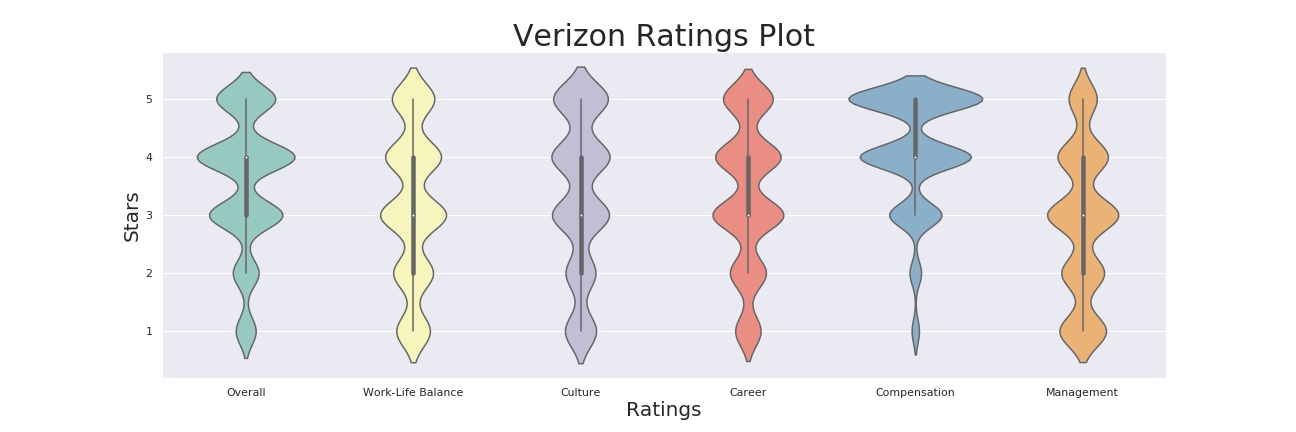 Verizon Ratings Plot
Stars
5
4
3
2
1
Overall Work-Life Balance Culture Career Compensation Management
Ratings